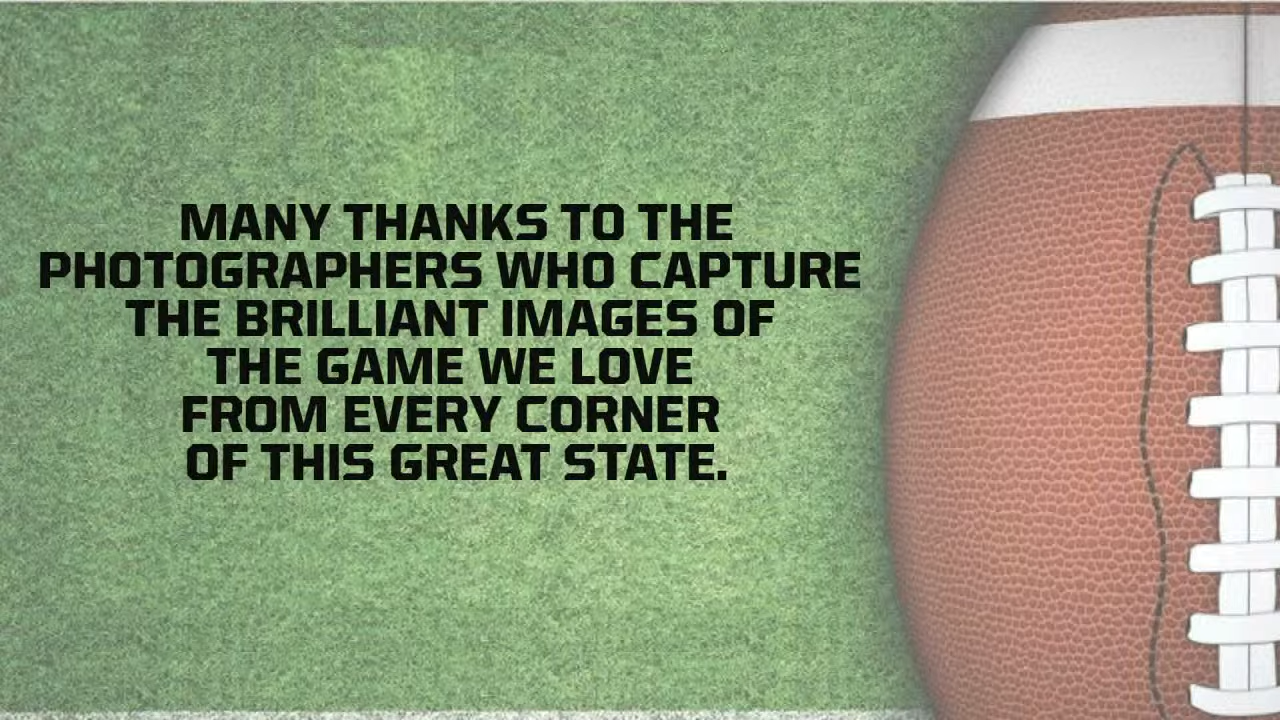 MANY THANKS TO THE
PHOTOGRAPHERS WHO CAPTURE
THE BRILLIANT IMAGES OF
THE GAME WE LOVE
FROM EVERY CORNER
OF THIS GREAT STATE.